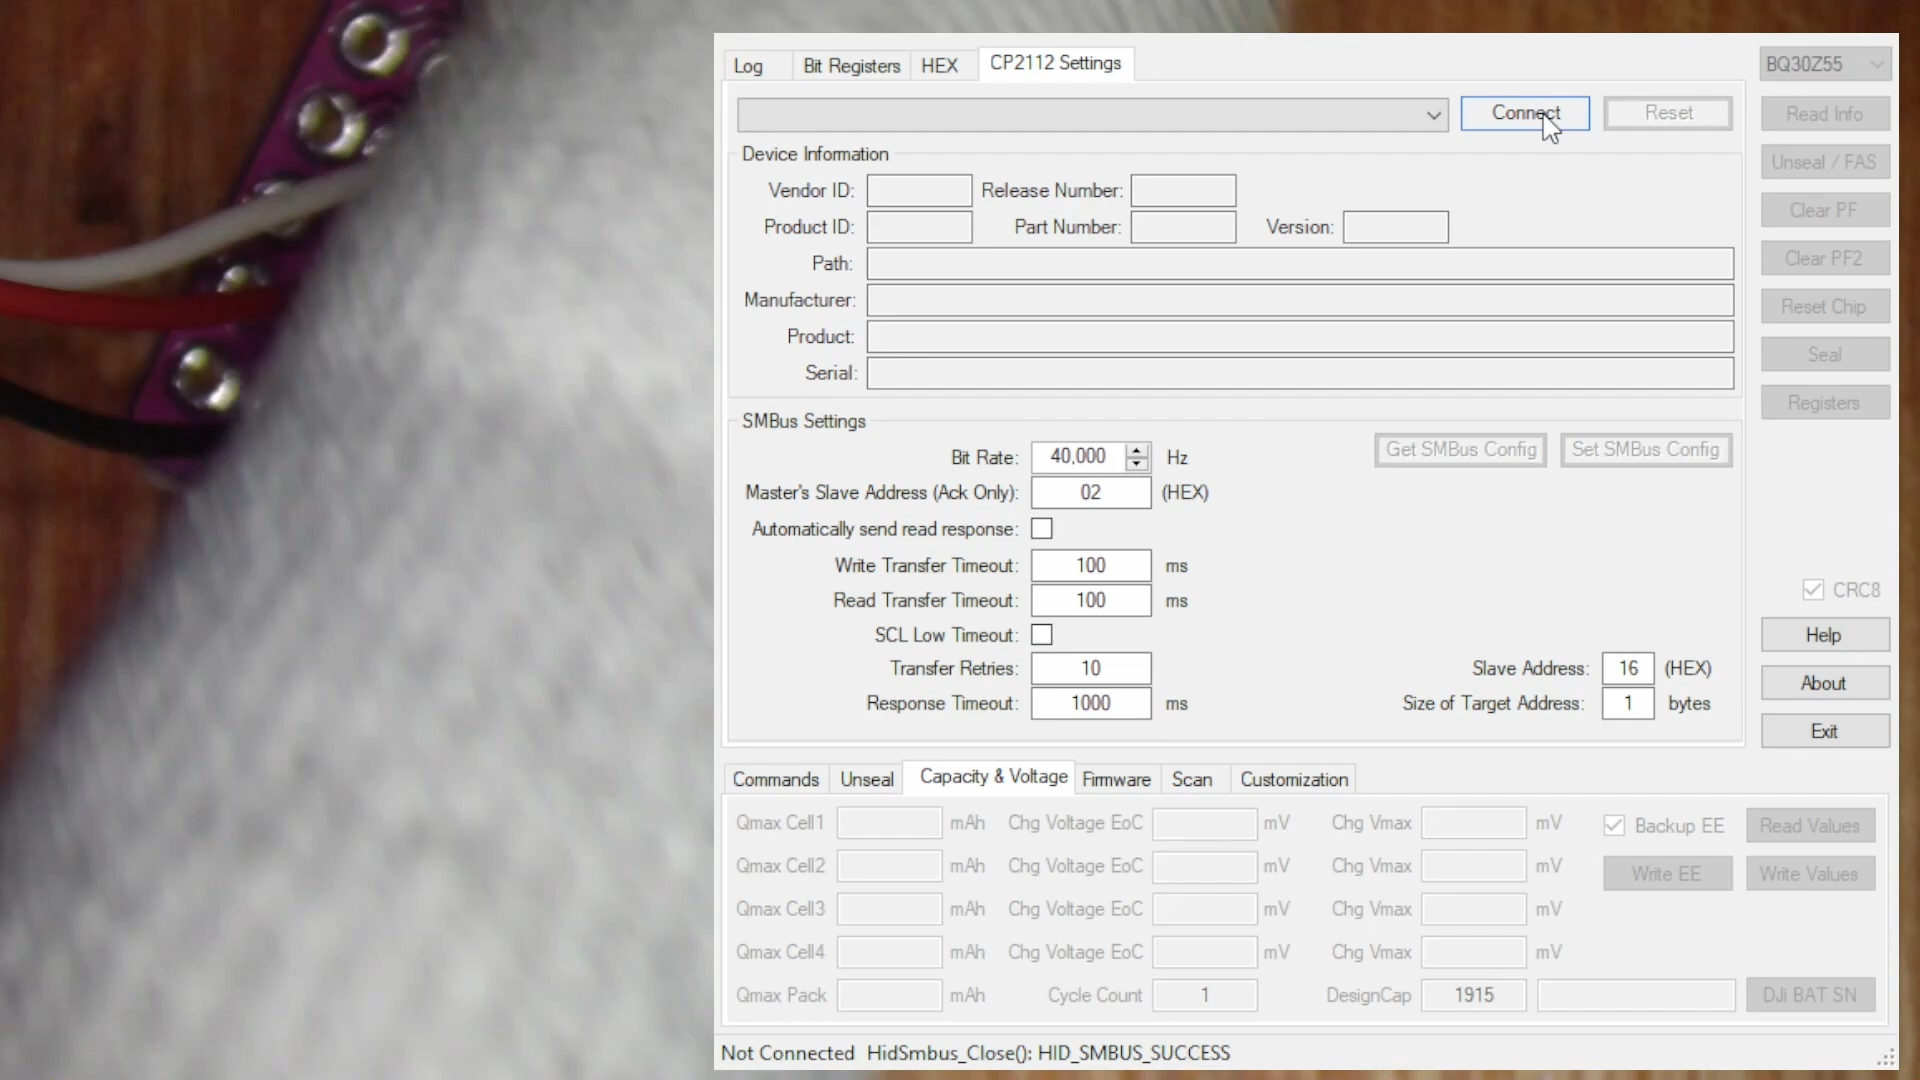 Log Bit Registers HEX CP2112 Settings BQ30Z55
Connect Reset Read Info
Device Information
Vendor ID: Release Number: Unseal / FAS
Product ID: Part Number: Version: Clear PF
Path: Clear PF2
Manufacturer: Reset Chip
Product:
Serial: Seal
Registers
SMBus Settings
Bit Rate: 40,000 Hz Get SMBus Config Set SMBus Config
Master's Slave Address (Ack Only): 02 (HEX)
Automatically send read response:
Write Transfer Timeout: 100 ms
Read Transfer Timeout: 100 ms CRC8
SCL Low Timeout: Help
Transfer Retries: 10 Slave Address: 16 (HEX) About
Response Timeout: 1000 ms Size of Target Address: 1 bytes
Exit
Commands Unseal Capacity & Voltage Firmware Scan Customization
Qmax Cell1 mAh Chg Voltage EoC mV Chg Vmax mV Backup EE Read Values
Qmax Cell2 mAh Chg Voltage EoC mV Chg Vmax mV Write EE Write Values
Qmax Cell3 mAh Chg Voltage EoC mV Chg Vmax mV
Qmax Cell4 mAh Chg Voltage EoC mV Chg Vmax mV
Qmax Pack mAh Cycle Count 1 DesignCap 1915 DJi BAT SN
Not Connected HidSmbus_Close(): HID_SMBUS_SUCCESS